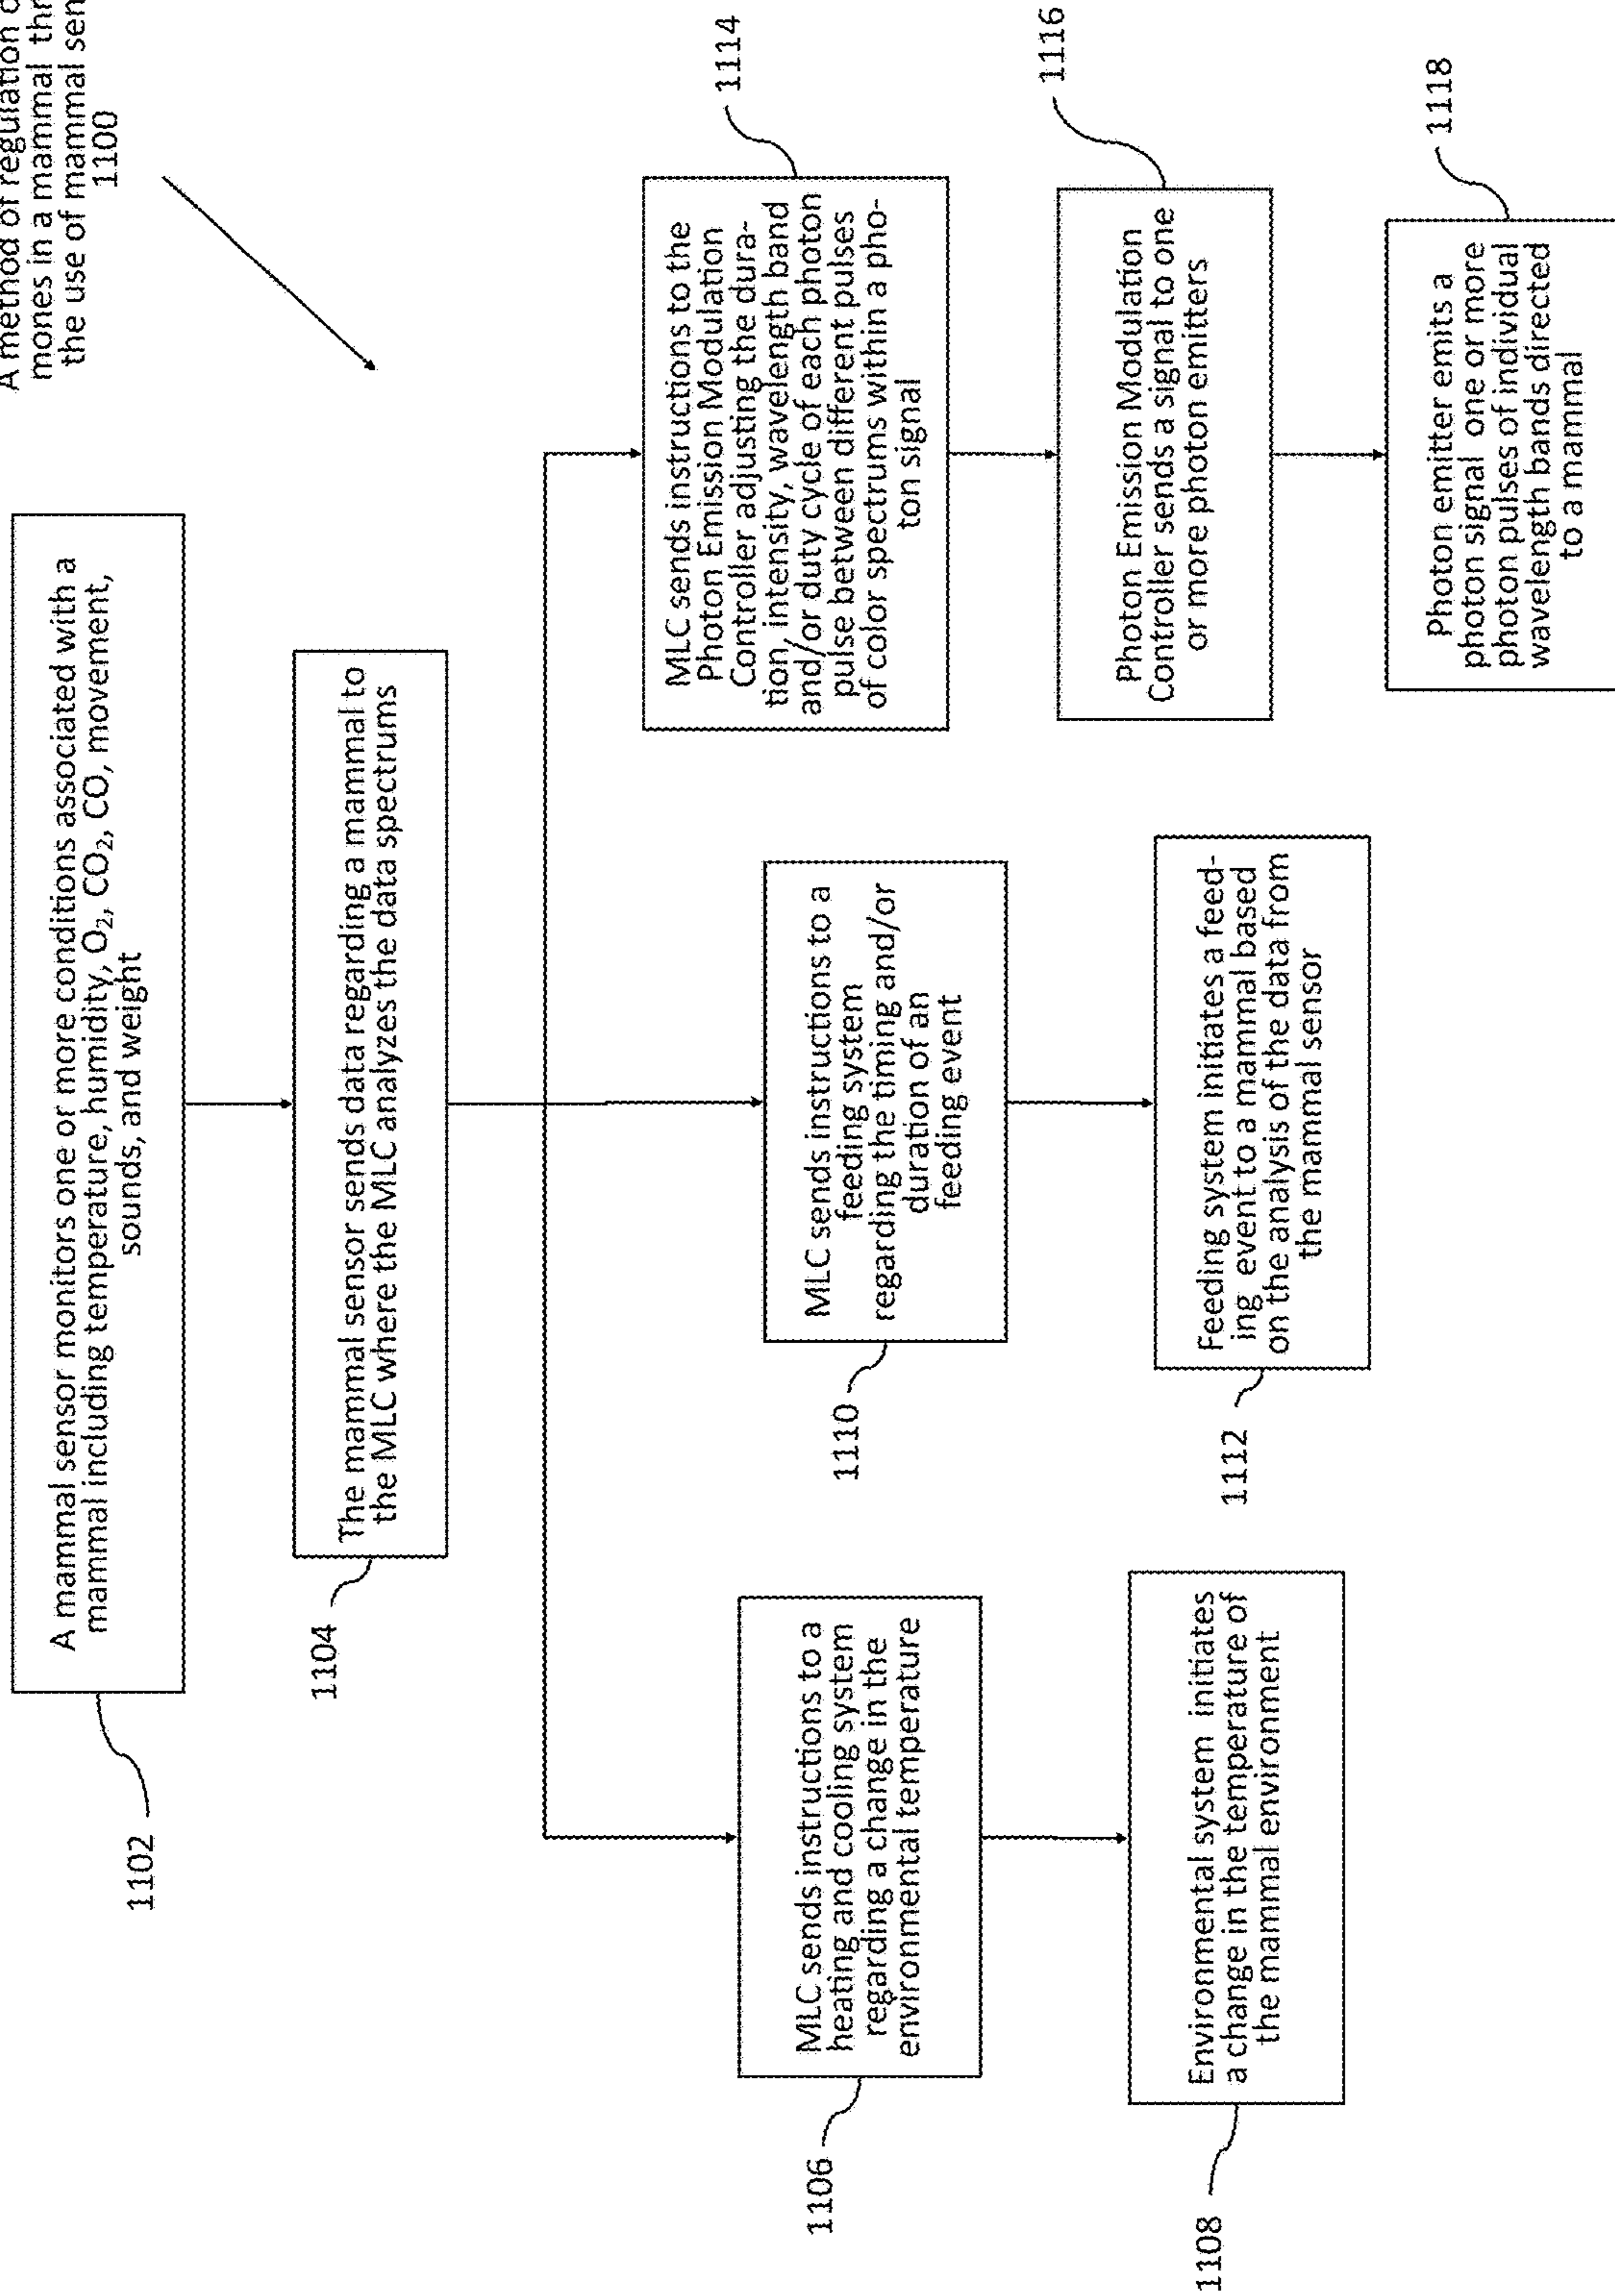 A method of regulation
mones in a mammal
the use of mammal
1100
A mammal sensor monitors one or more conditions associated with a
mammal including temperature, humidity, O₂, CO₂, CO, movement,
sounds, and weight
1102
The mammal sensor sends data regarding a mammal to
the MLC where the MLC analyzes the data spectrums
1104
MLC sends instructions to a
heating and cooling system
regarding a change in the
environmental temperature
1106
Environmental system initiates
a change in the temperature of
the mammal environment
1108
MLC sends instructions to a
feeding system
regarding the timing and/or
duration of an
feeding event
1110
Feeding system initiates a feed-
ing event to a mammal based
on the analysis of the data from
the mammal sensor
1112
MLC sends instructions to the
Photon Emission Modulation
Controller adjusting the dura-
tion, intensity, wavelength band
and/or duty cycle of each photon
pulse between different pulses
of color spectrums within a pho-
ton signal
1114
Photon Emission Modulation
Controller sends a signal to one
or more photon emitters
1116
Photon emitter emits a
photon signal one or more
photon pulses of individual
wavelength bands directed
to a mammal
1118